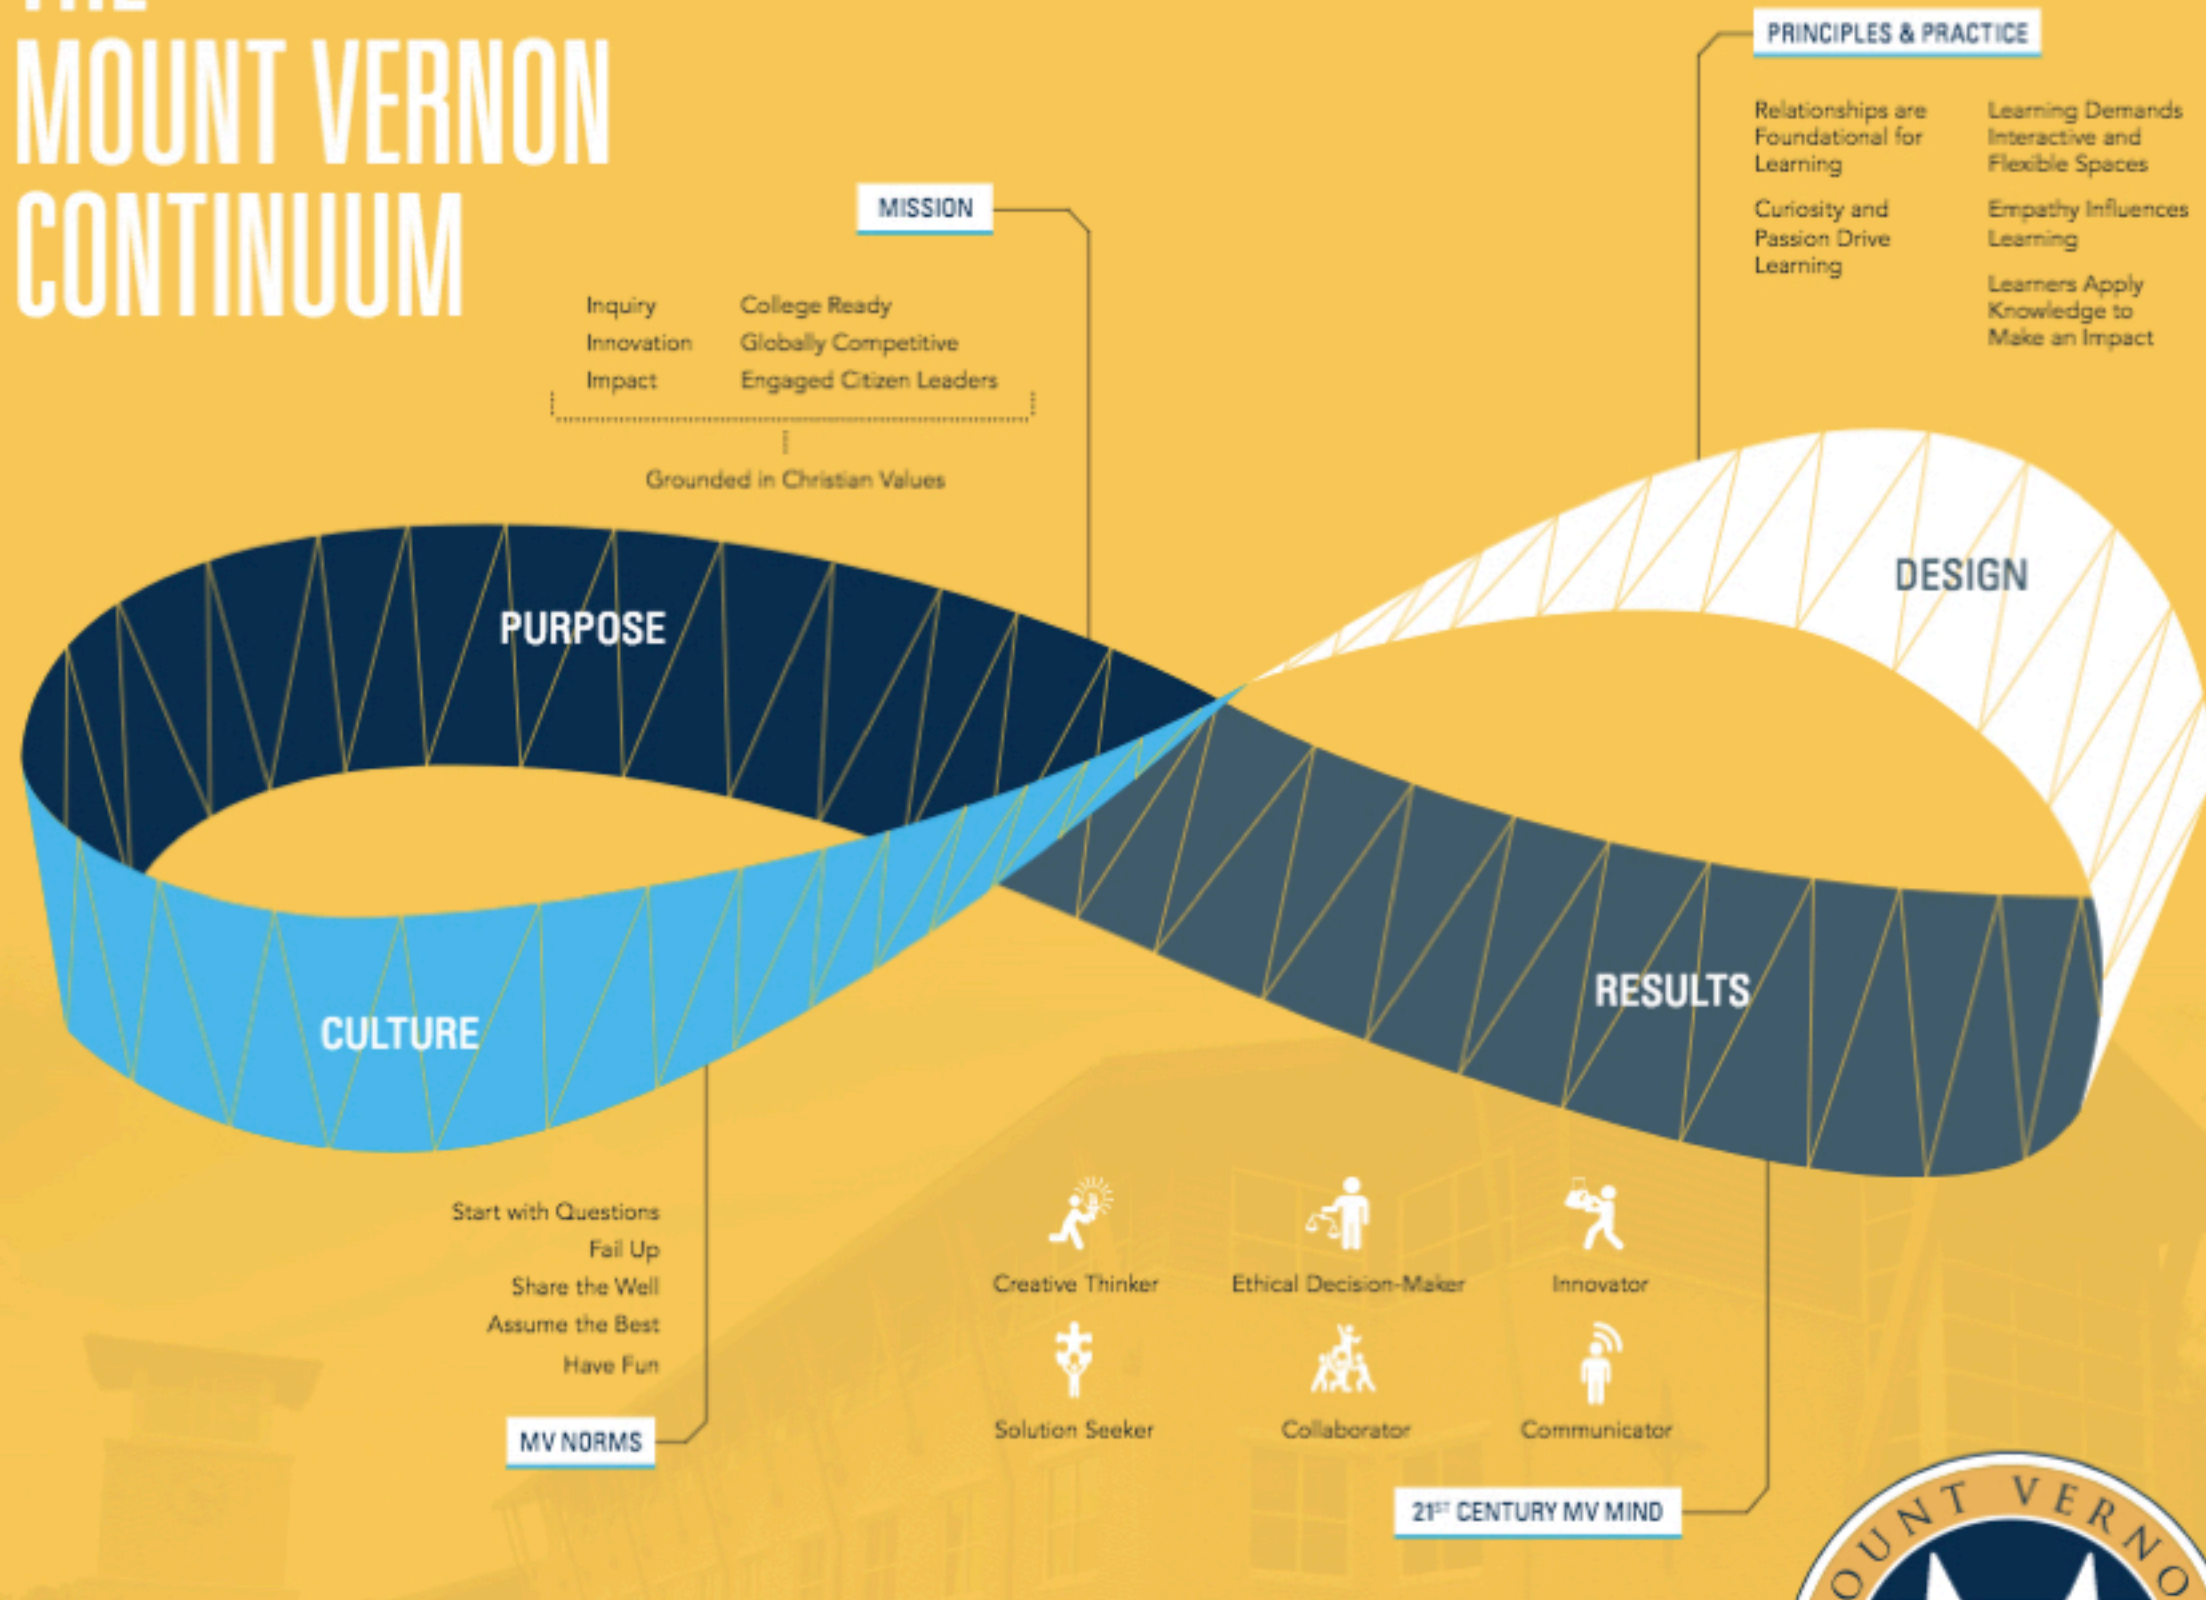 THE
MOUNT VERNON
CONTINUUM
MISSION
Inquiry
Innovation
Impact
College Ready
Globally Competitive
Engaged Citizen Leaders
Grounded in Christian Values
PRINCIPLES & PRACTICE
Relationships are
Foundational for
Learning
Curiosity and
Passion Drive
Learning
Learning Demands
Interactive and
Flexible Spaces
Empathy Influences
Learning
Learners Apply
Knowledge to
Make an Impact
PURPOSE
DESIGN
CULTURE
RESULTS
Start with Questions
Fail Up
Share the Well
Assume the Best
Have Fun
MV NORMS
Creative Thinker
Ethical Decision-Maker
Innovator
Solution Seeker
Collaborator
Communicator
21ST CENTURY MV MIND
OUNT VERNO